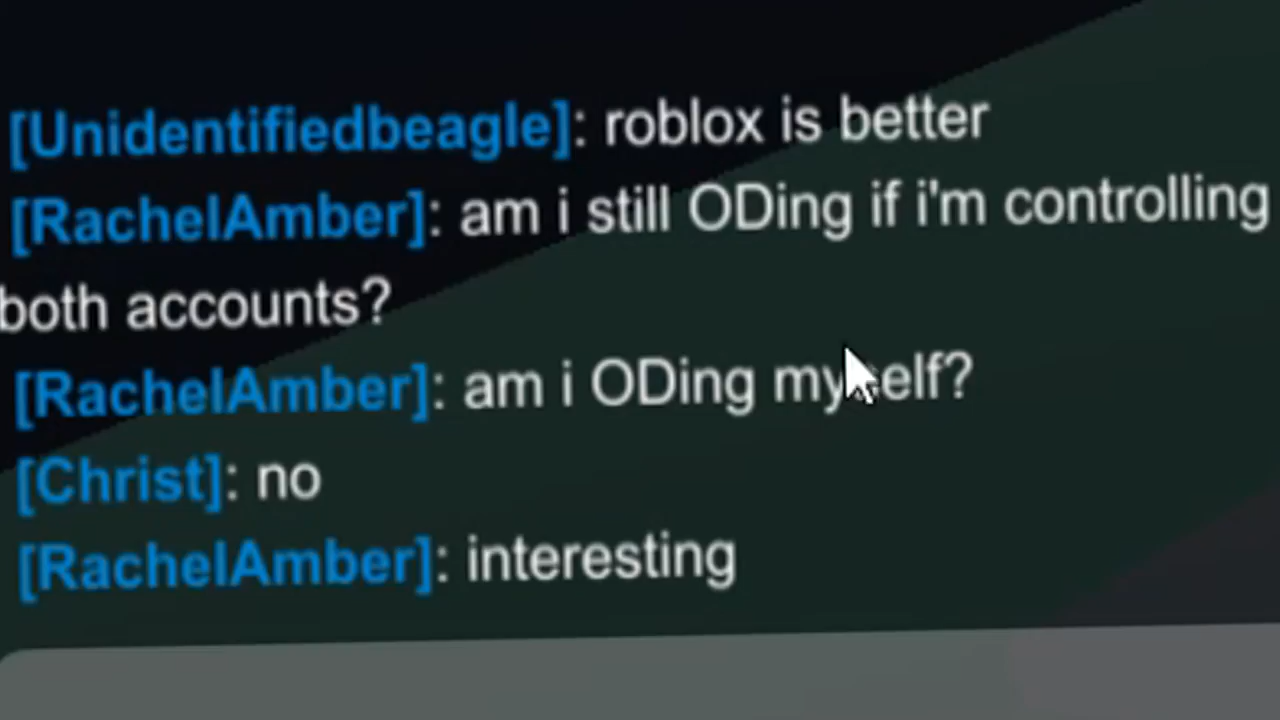 [Unidentifiedbeagle]: roblox is better
[RachelAmber]: am i still ODing if i'm controlling
both accounts?
[RachelAmber]: am i ODing myself?
[Christ]: no
[RachelAmber]: interesting